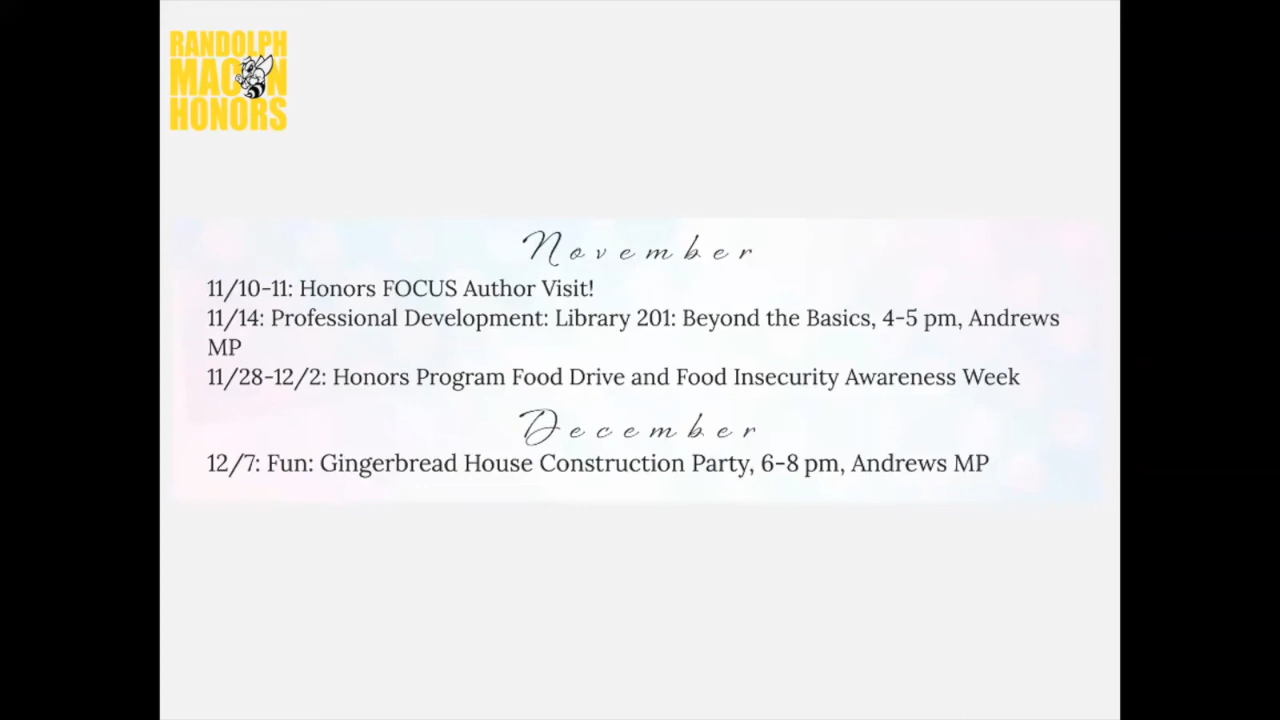 RANDOLPH
MACON
HONORS
November
11/10-11: Honors FOCUS Author Visit!
11/14: Professional Development: Library 201: Beyond the Basics, 4-5 pm, Andrews
MP
11/28-12/2: Honors Program Food Drive and Food Insecurity Awareness Week
December
12/7: Fun: Gingerbread House Construction Party, 6-8 pm, Andrews MP